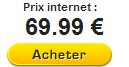 Prix internet :
69.99 €
Acheter